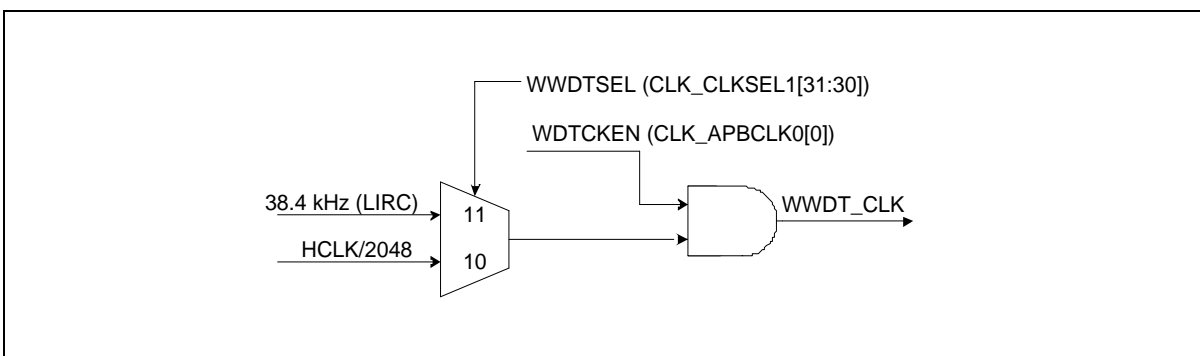 WWDTSEL (CLK_CLKSEL1[31:30])
WDTCKEN (CLK_APBCLK0[0])
38.4 kHz (LIRC)
11
WWDT_CLK
HCLK/2048
10